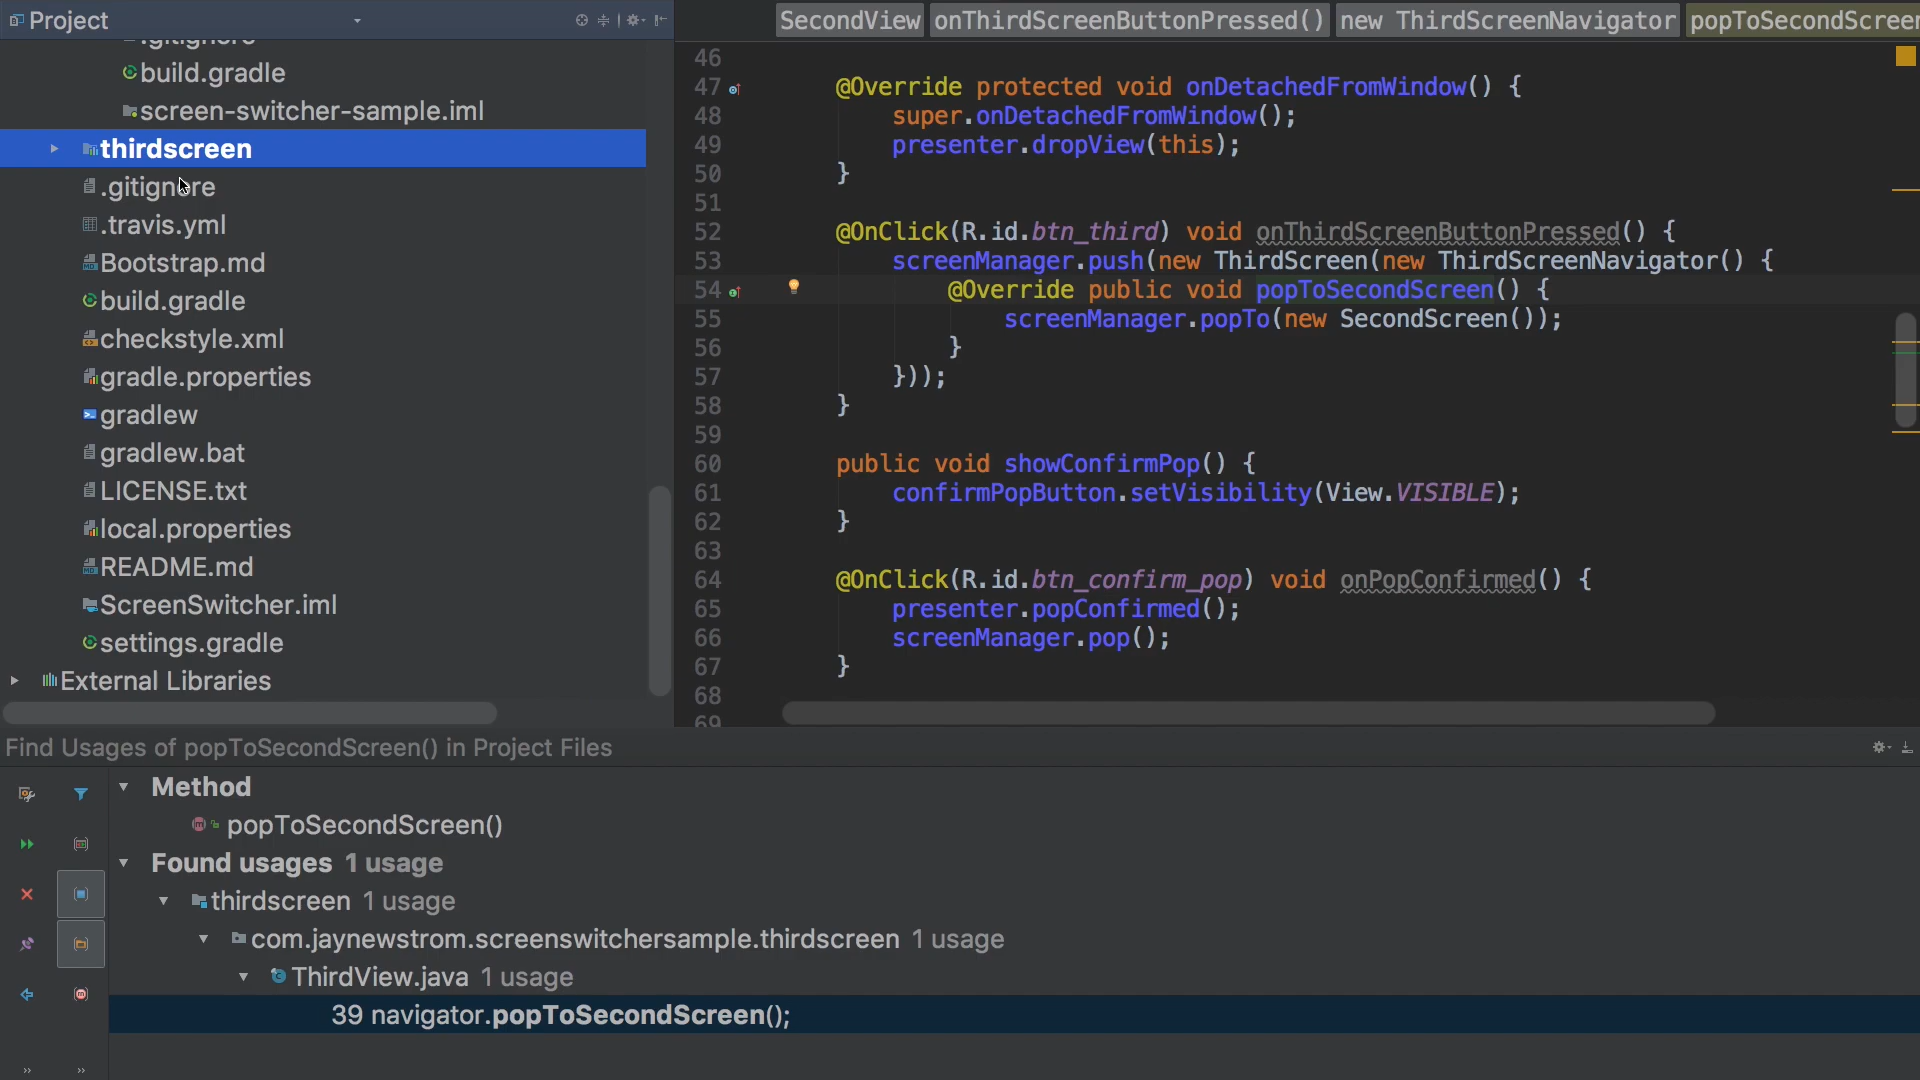 Project
.gitignore
build.gradle
screen-switcher-sample.iml
thirdscreen
.gitignore
.travis.yml
Bootstrap.md
build.gradle
checkstyle.xml
gradle.properties
gradlew
gradlew.bat
LICENSE.txt
local.properties
README.md
ScreenSwitcher.iml
settings.gradle
External Libraries
SecondView onThirdScreenButtonPressed() new ThirdScreenNavigator popToSecondScreen
46
47 @Override protected void onDetachedFromWindow() {
48 super.onDetachedFromWindow();
49 presenter.dropView(this);
50 }
51
52 @OnClick(R.id.btn_third) void onThirdScreenButtonPressed() {
53 screenManager.push(new ThirdScreen(new ThirdScreenNavigator() {
54 @Override public void popToSecondScreen() {
55 screenManager.popTo(new SecondScreen());
56 }
57 }));
58 }
59
60 public void showConfirmPop() {
61 confirmPopButton.setVisibility(View.VISIBLE);
62 }
63
64 @OnClick(R.id.btn_confirm_pop) void onPopConfirmed() {
65 presenter.popConfirmed();
66 screenManager.pop();
67 }
68
69
Find Usages of popToSecondScreen() in Project Files
Method
popToSecondScreen()
Found usages 1 usage
thirdscreen 1 usage
com.jaynewstrom.screenswitchersample.thirdscreen 1 usage
ThirdView.java 1 usage
39 navigator.popToSecondScreen();